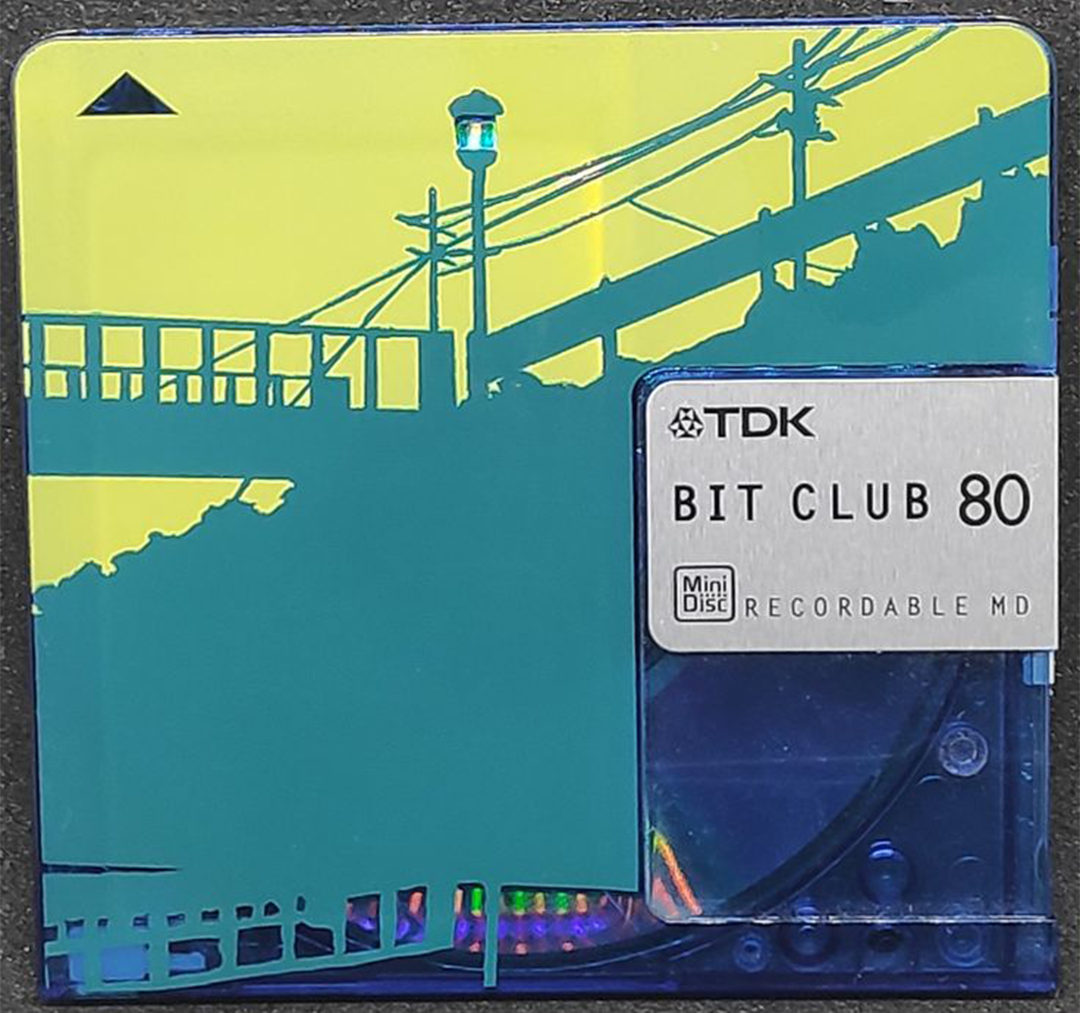 TDK
BIT CLUB 80
Mini
Disc
RECORDABLE MD